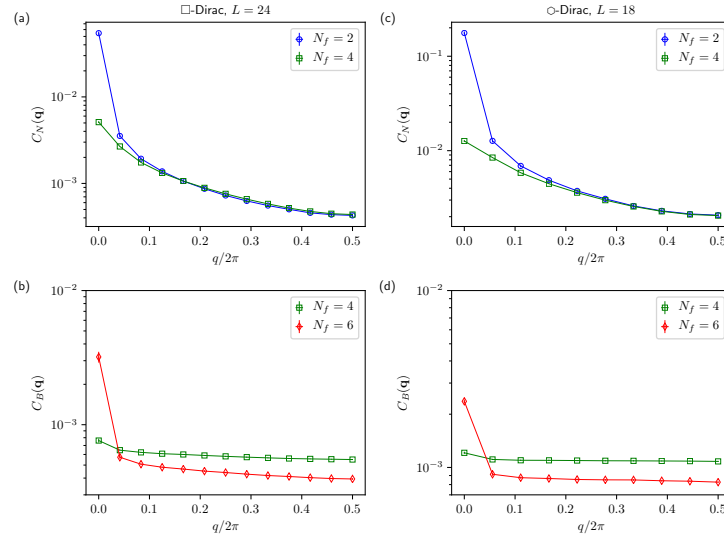 (a)
□-Dirac, L = 24
N_f = 2
N_f = 4
10^{-2}
10^{-3}
C_N(q)
0.0 0.1 0.2 0.3 0.4 0.5
q/2π
(c)
⎔-Dirac, L = 18
N_f = 2
N_f = 4
10^{-1}
10^{-2}
C_N(q)
0.0 0.1 0.2 0.3 0.4 0.5
q/2π
(b)
N_f = 4
N_f = 6
10^{-2}
10^{-3}
C_B(q)
0.0 0.1 0.2 0.3 0.4 0.5
q/2π
(d)
N_f = 4
N_f = 6
10^{-2}
10^{-3}
C_B(q)
0.0 0.1 0.2 0.3 0.4 0.5
q/2π